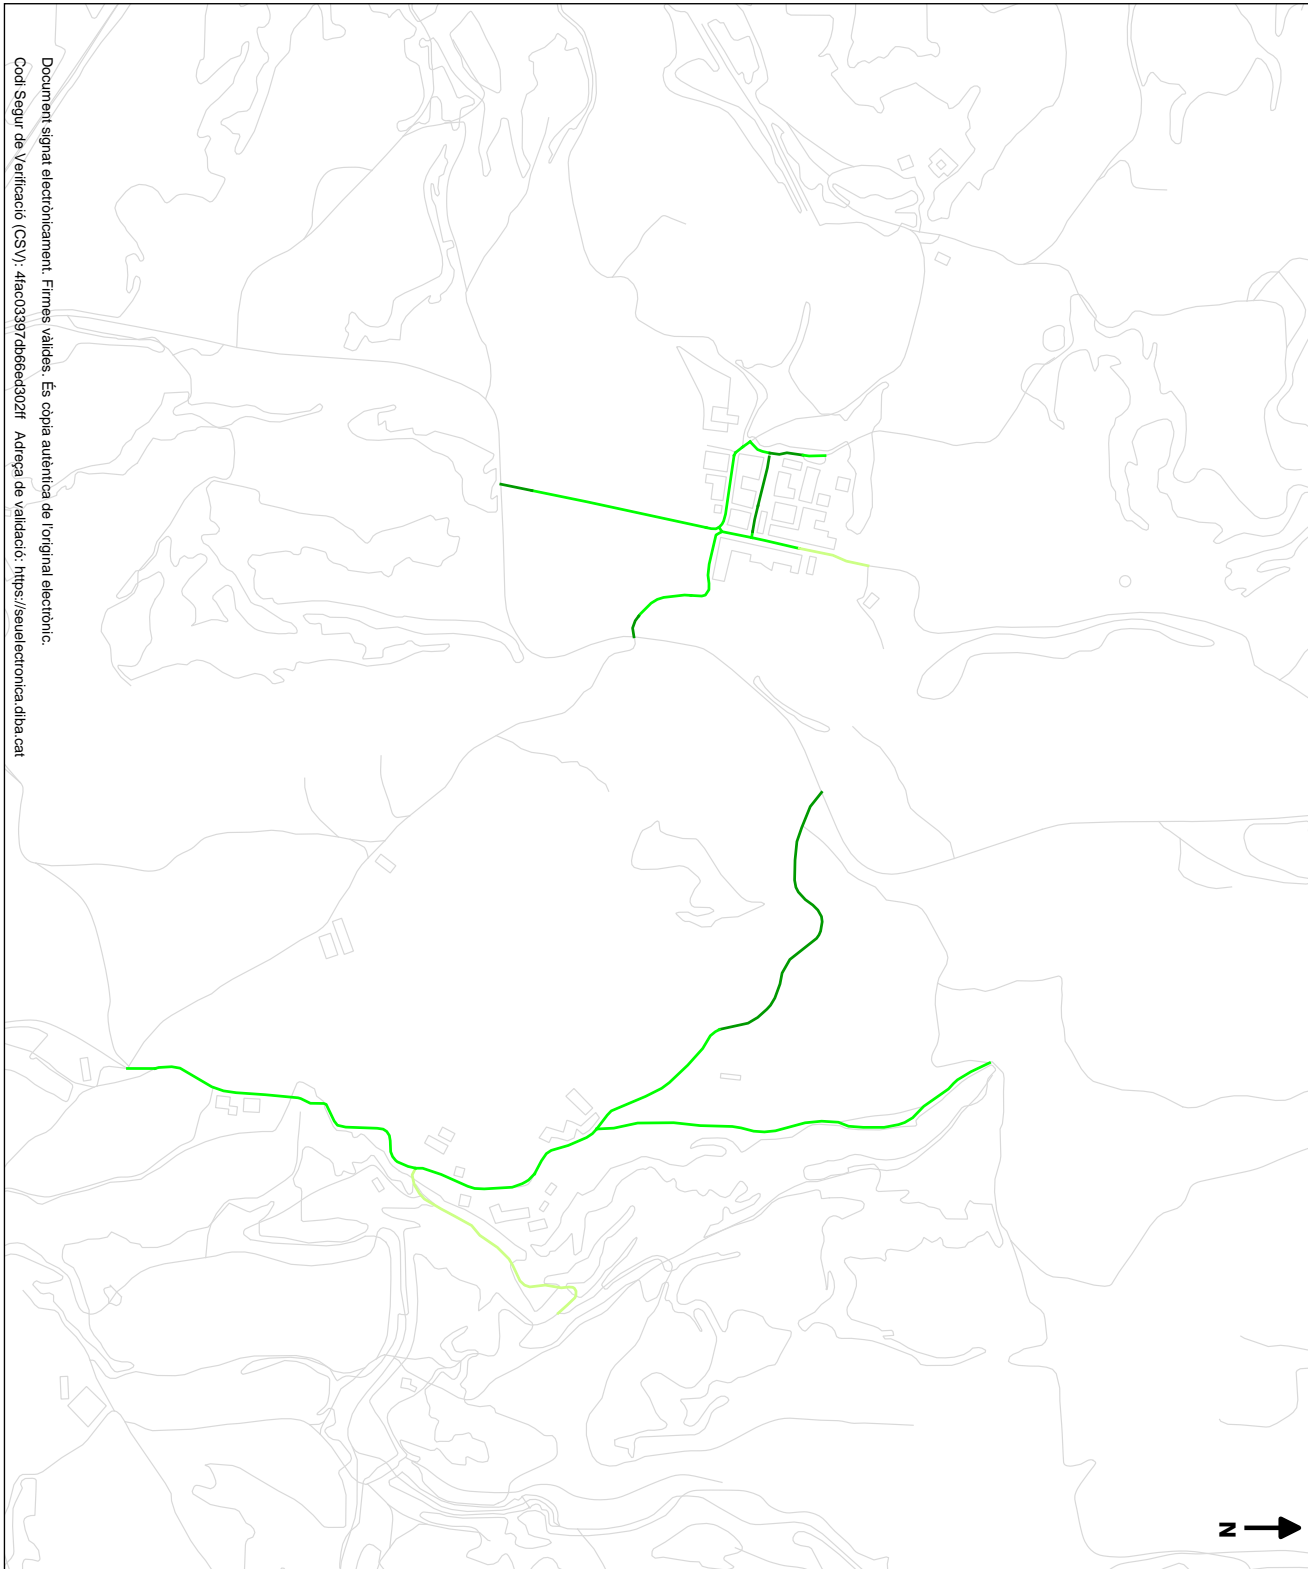 Document signat electrònicament. Firmes vàlides. És còpia autèntica de l'original electrònic.
Codi Segur de Verificació (CSV): 4fac03397db66ed302ff Adreça de validació: https://seuelectronica.diba.cat
N